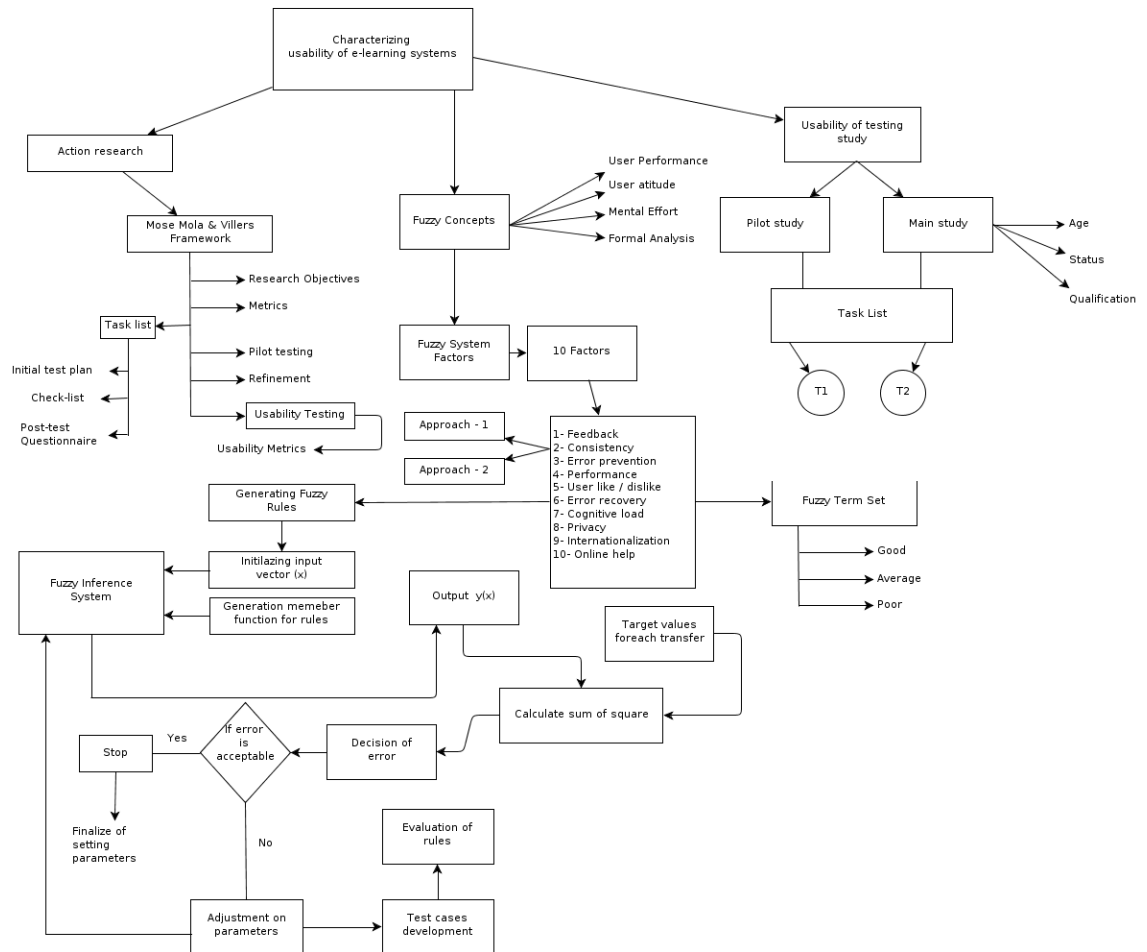 Characterizing
usability of e-learning systems
Action research
Usability of testing
study
Mose Mola & Villers
Framework
Fuzzy Concepts
User Performance
User atitude
Mental Effort
Formal Analysis
Pilot study
Main study
Age
Status
Qualification
Research Objectives
Metrics
Task list
Pilot testing
Refinement
Initial test plan
Check-list
Post-test
Questionnaire
Usability Testing
Usability Metrics
Fuzzy System
Factors
10 Factors
Task List
T1
T2
Approach - 1
Approach - 2
1- Feedback
2- Consistency
3- Error prevention
4- Performance
5- User like / dislike
6- Error recovery
7- Cognitive load
8- Privacy
9- Internationalization
10- Online help
Fuzzy Term Set
Good
Average
Poor
Generating Fuzzy
Rules
Initilazing input
vector (x)
Fuzzy Inference
System
Generation memeber
function for rules
Output y(x)
Target values
foreach transfer
Calculate sum of square
Decision of
error
If error
is
acceptable
Yes
Stop
Finalize of
setting
parameters
No
Evaluation of
rules
Adjustment on
parameters
Test cases
development